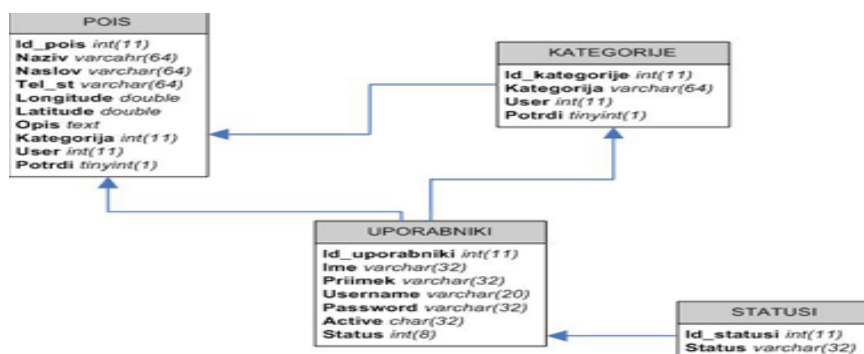 POIS
Id_pois int(11)
Naziv varcahr(64)
Naslov varchar(64)
Tel_st varchar(64)
Longitude double
Latitude double
Opis text
Kategorija int(11)
User int(11)
Potrdi tinyint(1)
KATEGORIJE
Id_kategorije int(11)
Kategorija varchar(64)
User int(11)
Potrdi tinyint(1)
UPORABNIKI
Id_uporabniki int(11)
Ime varchar(32)
Priimek varchar(32)
Username varchar(20)
Password varchar(32)
Active char(32)
Status int(8)
STATUSI
Id_statusi int(11)
Status varchar(32)